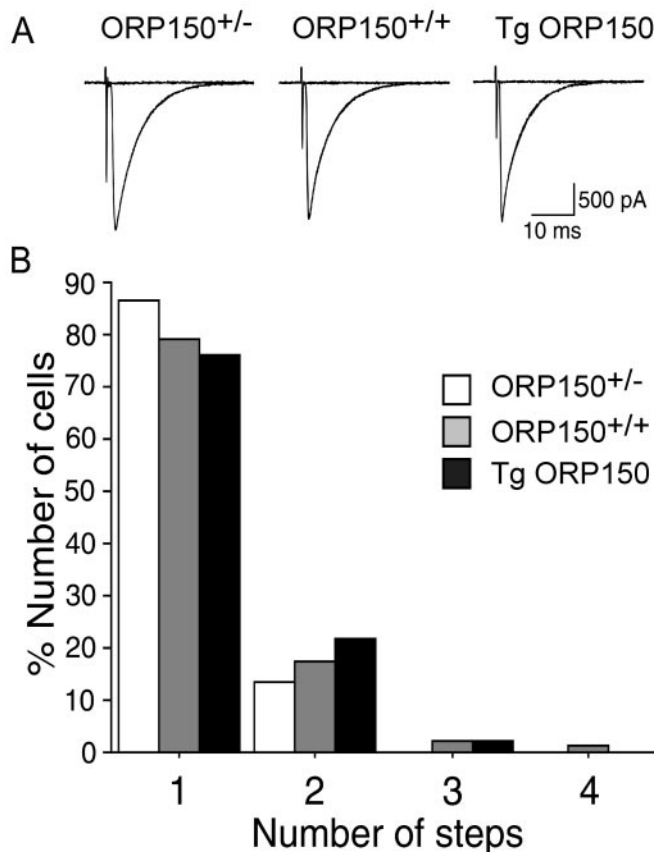 A
ORP150+/-
ORP150+/+
Tg ORP150
500 pA
10 ms
B
90
80
70
60
50
40
30
20
10
0
% Number of cells
ORP150+/-
ORP150+/+
Tg ORP150
1 2 3 4
Number of steps